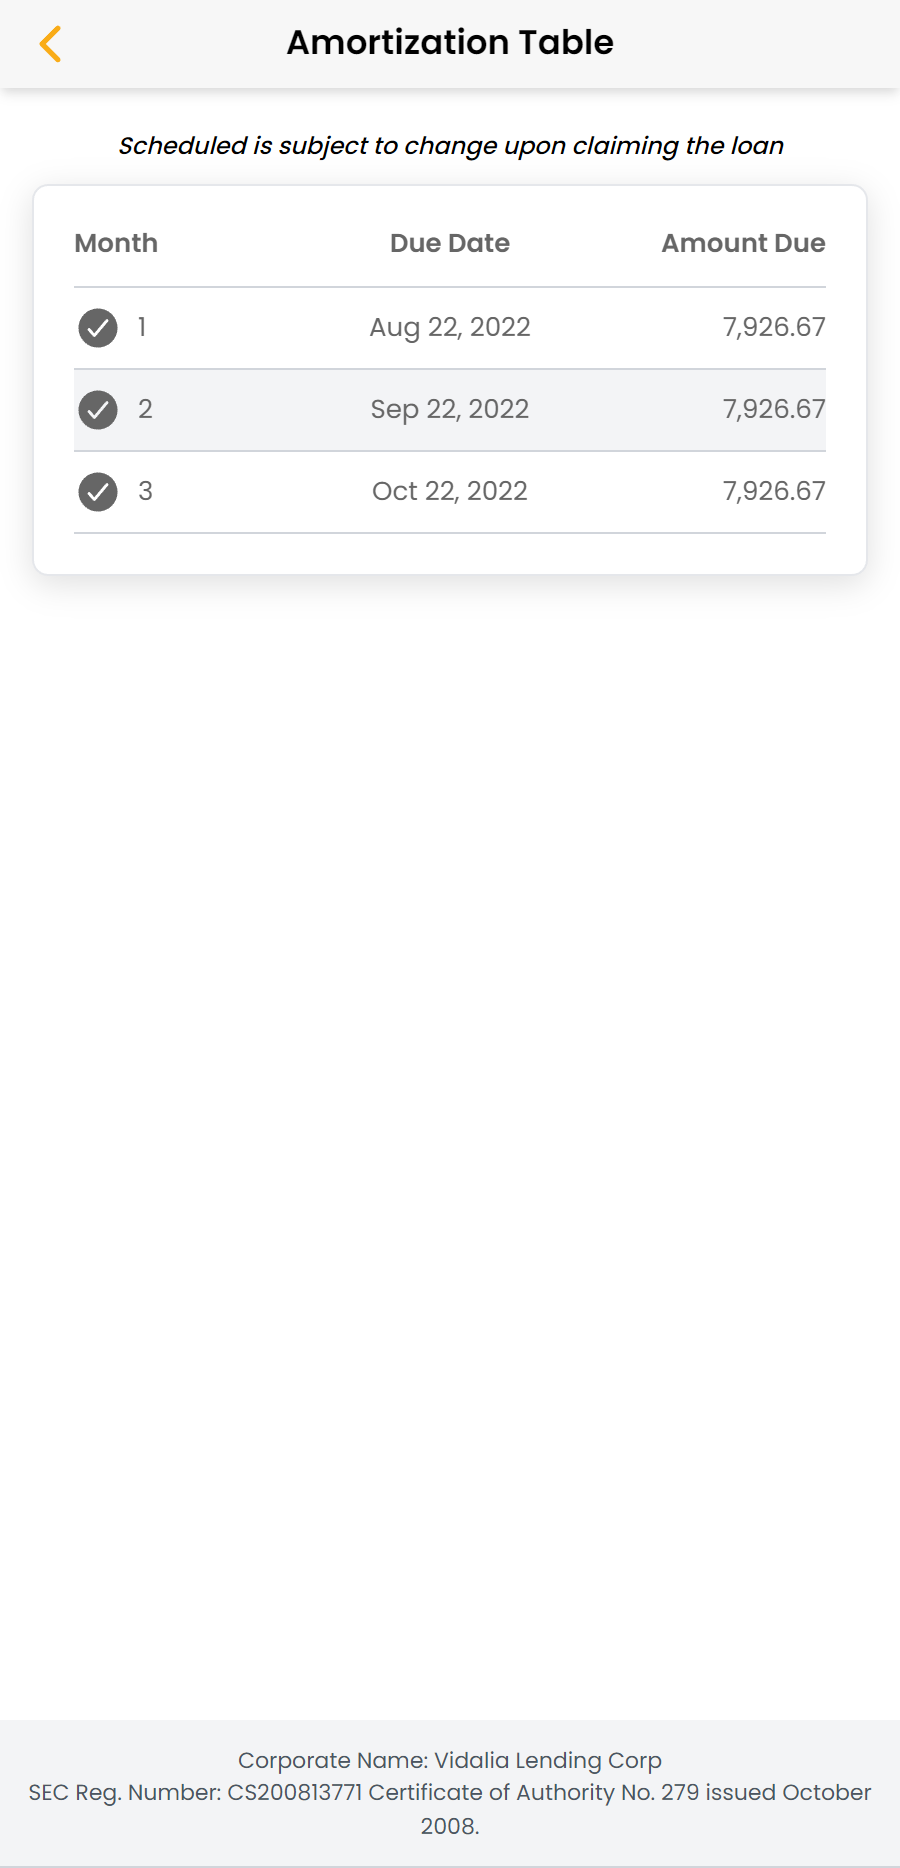 Amortization Table
Scheduled is subject to change upon claiming the loan
Month Due Date Amount Due
1 Aug 22, 2022 7,926.67
2 Sep 22, 2022 7,926.67
3 Oct 22, 2022 7,926.67
Corporate Name: Vidalia Lending Corp
SEC Reg. Number: CS200813771 Certificate of Authority No. 279 issued October
2008.